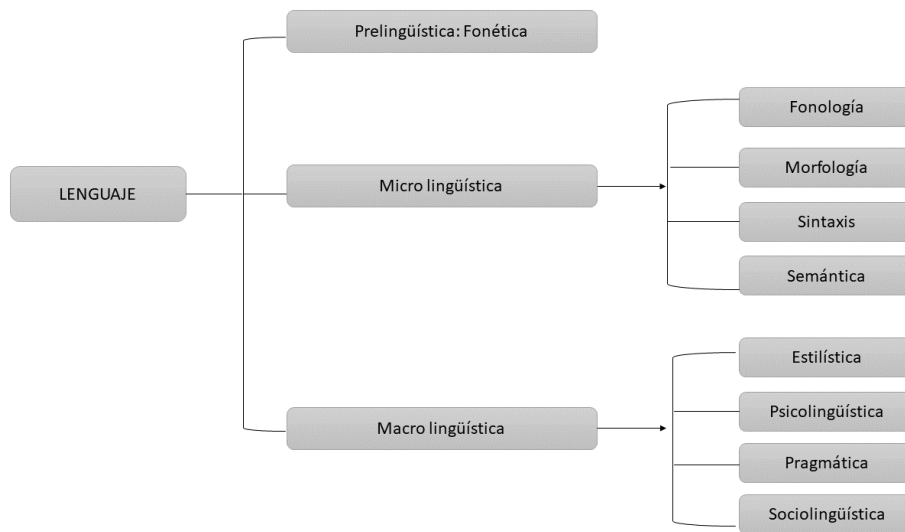 LENGUAJE
Prelingüística: Fonética
Micro lingüística
Fonología
Morfología
Sintaxis
Semántica
Macro lingüística
Estilística
Psicolingüística
Pragmática
Sociolingüística